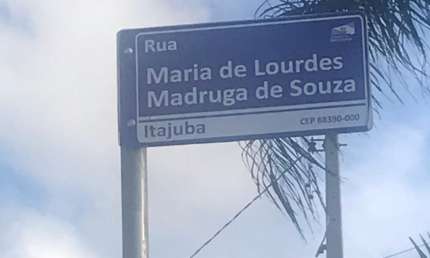 Rua
Maria de Lourdes
Madruga de Souza
Itajuba
CEP 88390-000